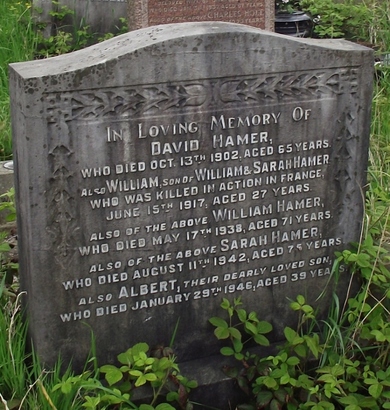 IN LOVING MEMORY OF
DAVID HAMER,
WHO DIED OCT. 13TH 1902, AGED 65 YEARS.
ALSO WILLIAM, SON OF WILLIAM & SARAH HAMER
WHO WAS KILLED IN ACTION IN FRANCE,
JUNE 15TH 1917, AGED 27 YEARS.
ALSO OF THE ABOVE WILLIAM HAMER,
WHO DIED MAY 17TH 1938, AGED 71 YEARS.
ALSO OF THE ABOVE SARAH HAMER,
WHO DIED AUGUST 11TH 1942, AGED 75 YEARS
ALSO ALBERT, THEIR DEARLY LOVED SON,
WHO DIED JANUARY 29TH 1946, AGED 39 YEARS